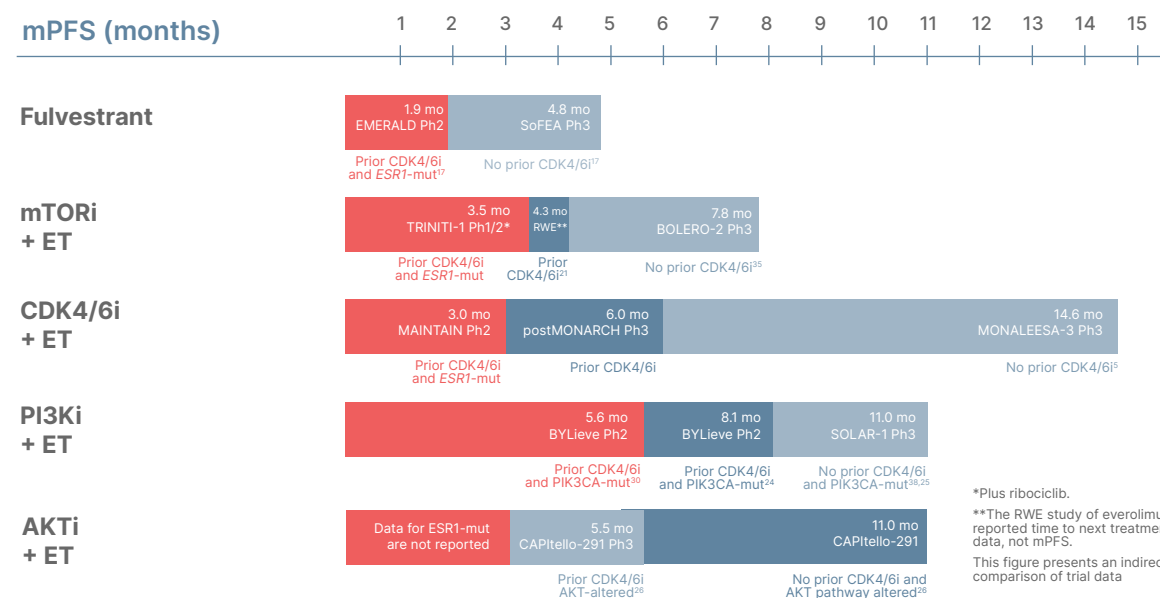 mPFS (months)
1 2 3 4 5 6 7 8 9 10 11 12 13 14 15
Fulvestrant
1.9 mo
EMERALD Ph2
4.8 mo
SoFEA Ph3
Prior CDK4/6i
and ESR1-mut¹⁷
No prior CDK4/6i¹⁷
mTORi
+ ET
3.5 mo
TRINITI-1 Ph1/2*
4.3 mo
RWE**
7.8 mo
BOLERO-2 Ph3
Prior CDK4/6i
and ESR1-mut
Prior
CDK4/6i²¹
No prior CDK4/6i³⁵
CDK4/6i
+ ET
3.0 mo
MAINTAIN Ph2
6.0 mo
postMONARCH Ph3
14.6 mo
MONALEESA-3 Ph3
Prior CDK4/6i
and ESR1-mut
Prior CDK4/6i
No prior CDK4/6i⁵
PI3Ki
+ ET
5.6 mo
BYLieve Ph2
8.1 mo
BYLieve Ph2
11.0 mo
SOLAR-1 Ph3
Prior CDK4/6i
and PIK3CA-mut³⁰
Prior CDK4/6i
and PIK3CA-mut²⁴
No prior CDK4/6i
and PIK3CA-mut³⁸,²⁵
AKTi
+ ET
Data for ESR1-mut
are not reported
5.5 mo
CAPItello-291 Ph3
11.0 mo
CAPItello-291
Prior CDK4/6i
AKT-altered²⁶
No prior CDK4/6i and
AKT pathway altered²⁶
*Plus ribociclib.
**The RWE study of everolimu
reported time to next treatmen
data, not mPFS.
This figure presents an indirec
comparison of trial data